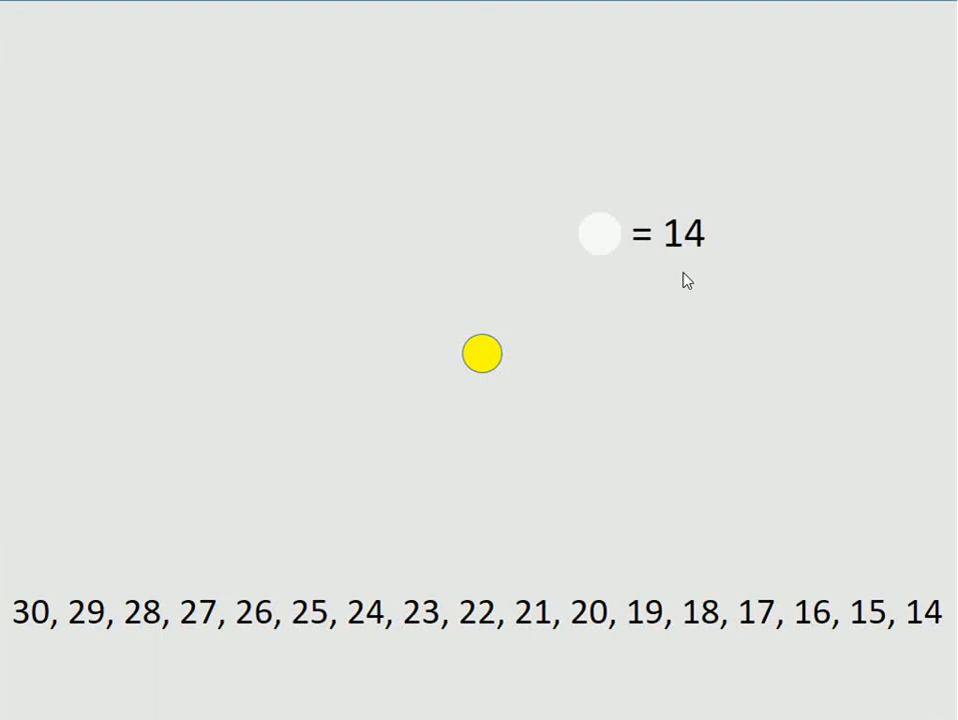 = 14
30, 29, 28, 27, 26, 25, 24, 23, 22, 21, 20, 19, 18, 17, 16, 15, 14